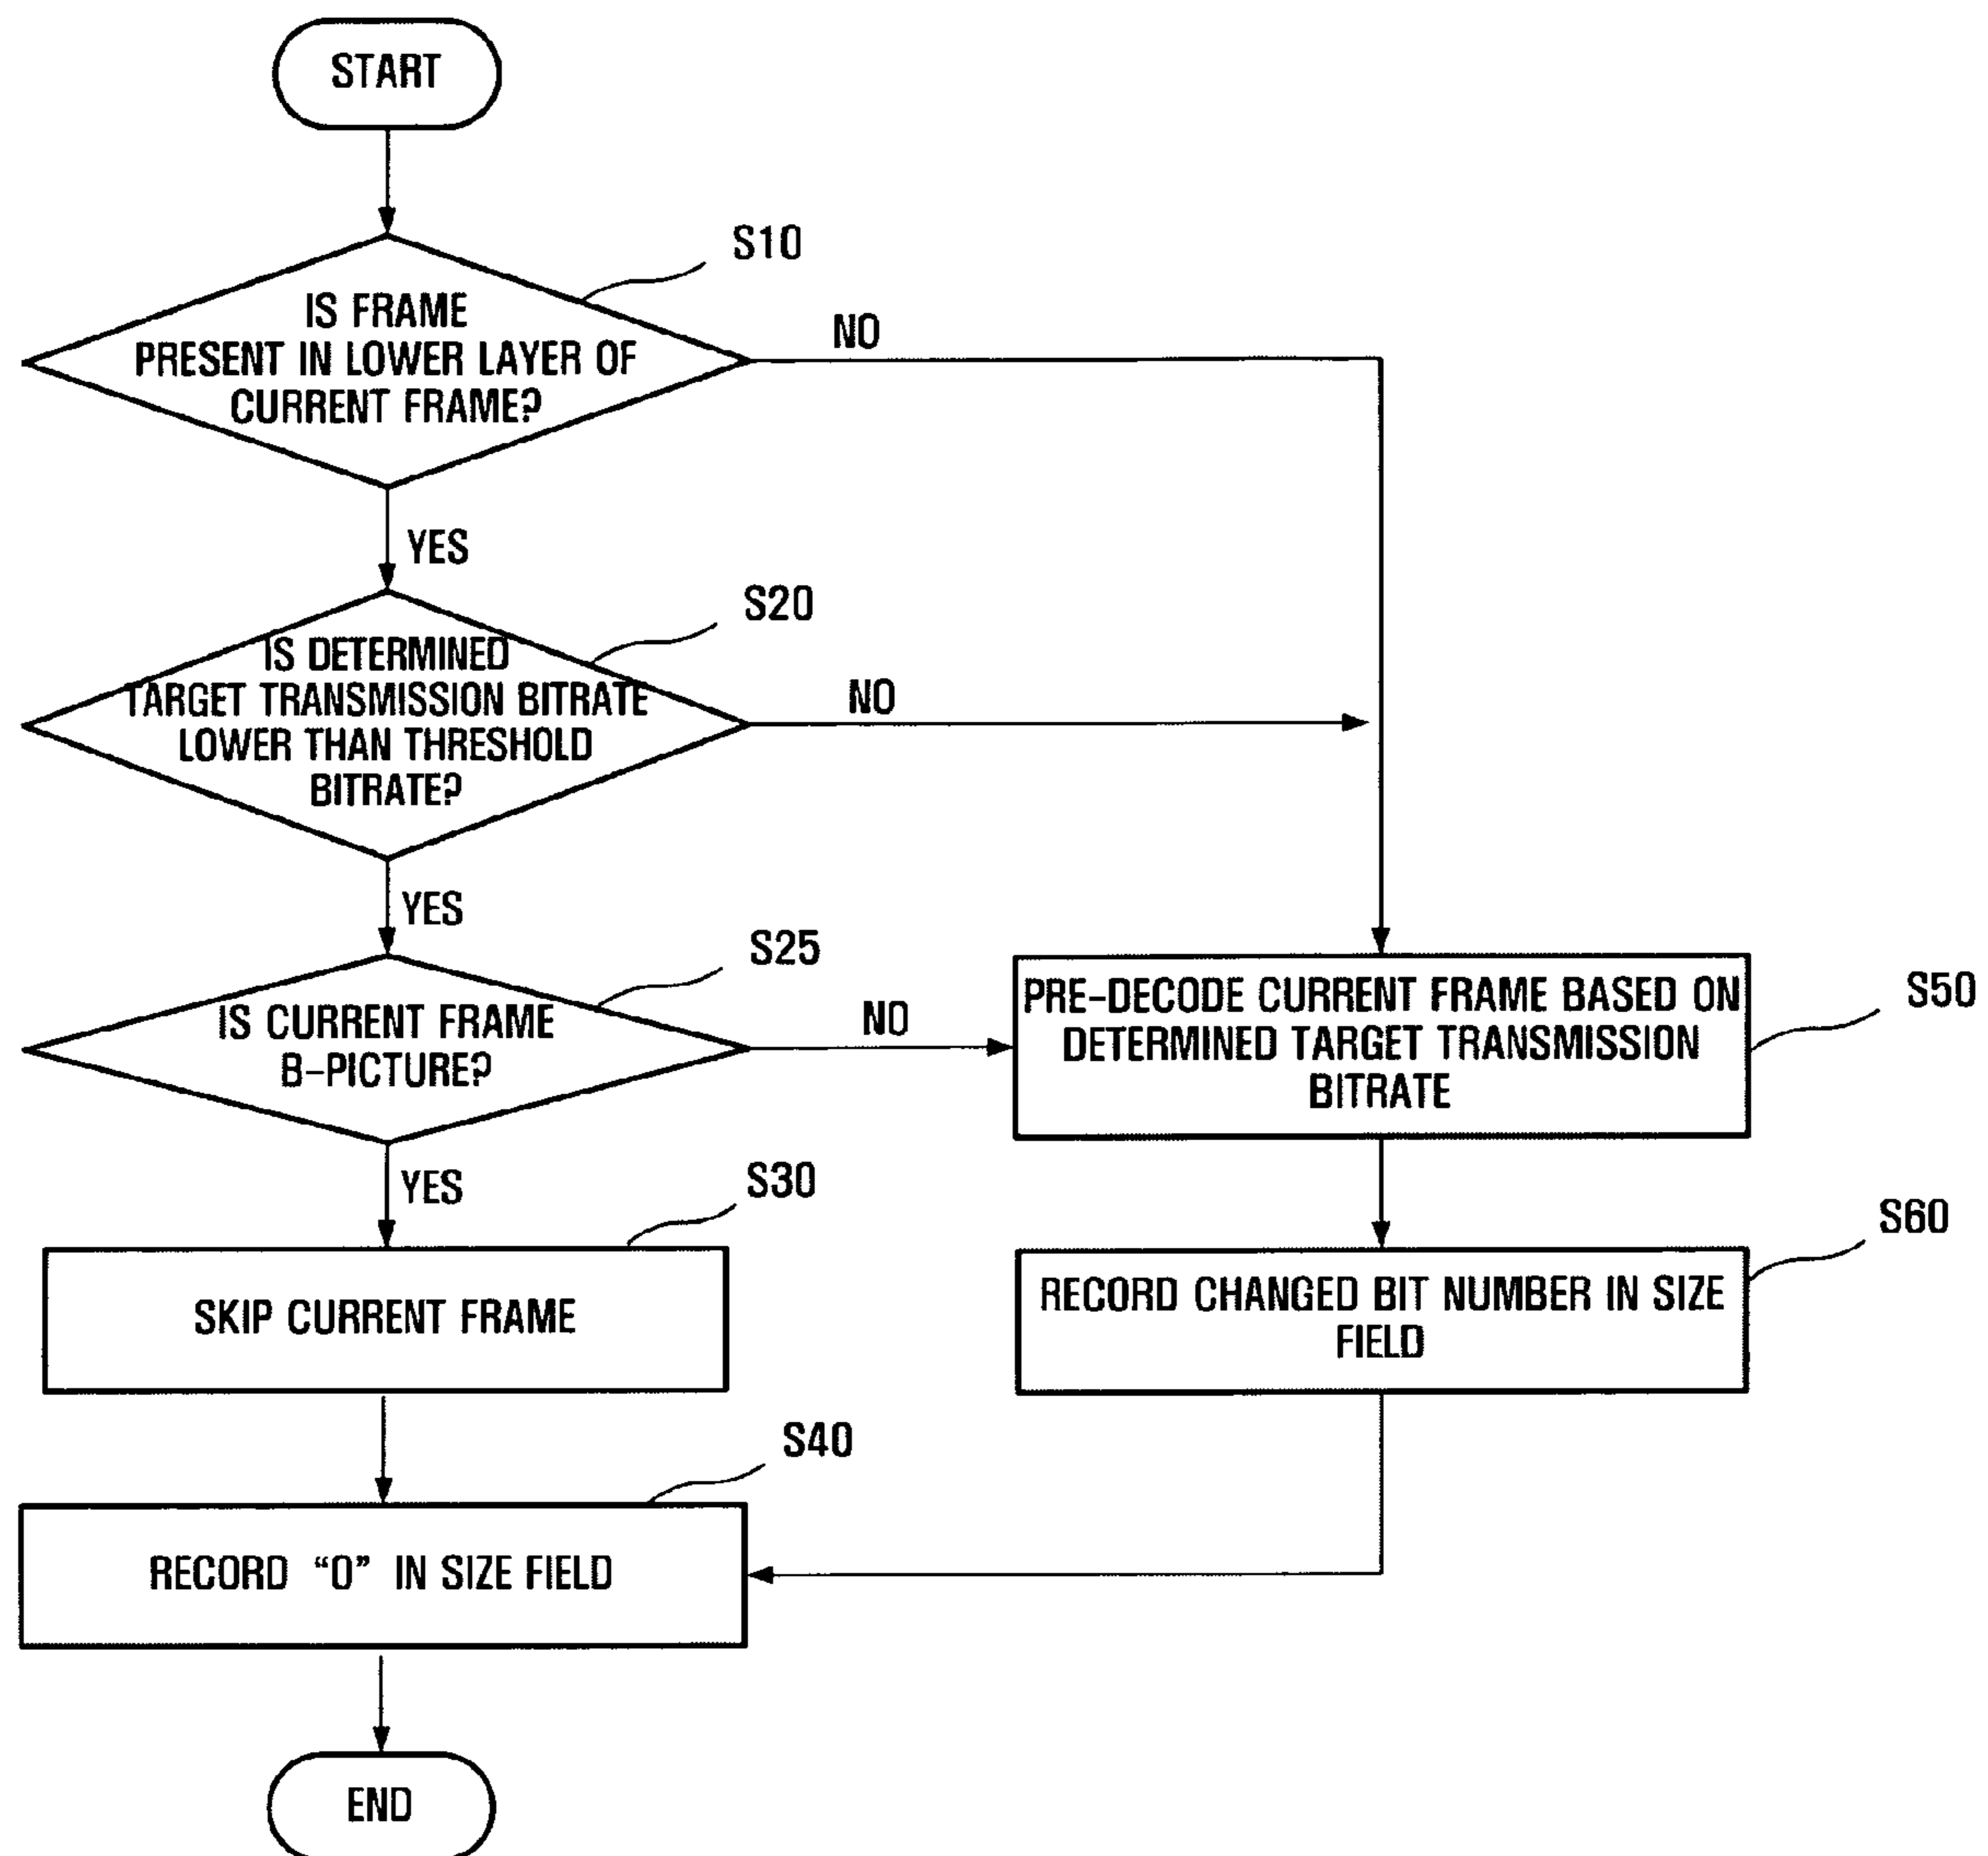 START
S10
IS FRAME
PRESENT IN LOWER LAYER OF
CURRENT FRAME?
NO
YES
S20
IS DETERMINED
TARGET TRANSMISSION BITRATE
LOWER THAN THRESHOLD
BITRATE?
NO
YES
S25
IS CURRENT FRAME
B-PICTURE?
NO
YES
PRE-DECODE CURRENT FRAME BASED ON
DETERMINED TARGET TRANSMISSION
BITRATE
S50
S30
SKIP CURRENT FRAME
S60
RECORD CHANGED BIT NUMBER IN SIZE
FIELD
S40
RECORD “0” IN SIZE FIELD
END